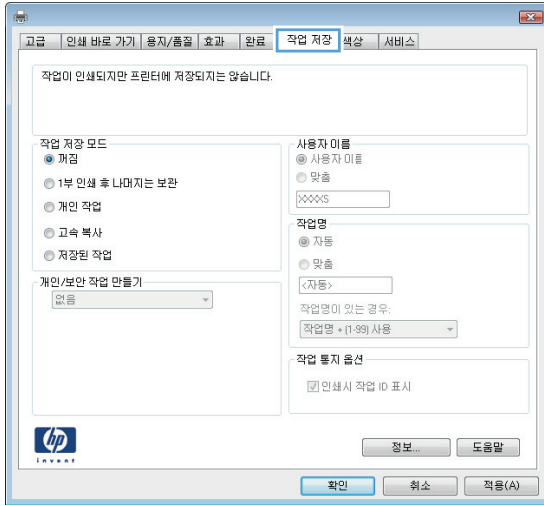 고급 인쇄 바로 가기 용지/품질 효과 완료 작업 저장 색상 서비스
작업이 인쇄되지만 프린터에 저장되지는 않습니다.
작업 저장 모드
꺼짐
1부 인쇄 후 나머지는 보관
개인 작업
고속 복사
저장된 작업
개인/보안 작업 만들기
없음
사용자 이름
사용자 이름
맞춤
XXXXS
작업명
자동
맞춤
<자동>
작업명이 있는 경우:
작업명 + (1-99) 사용
작업 통지 옵션
인쇄시 작업 ID 표시
hp
invent
정보... 도움말
확인 취소 적용(A)